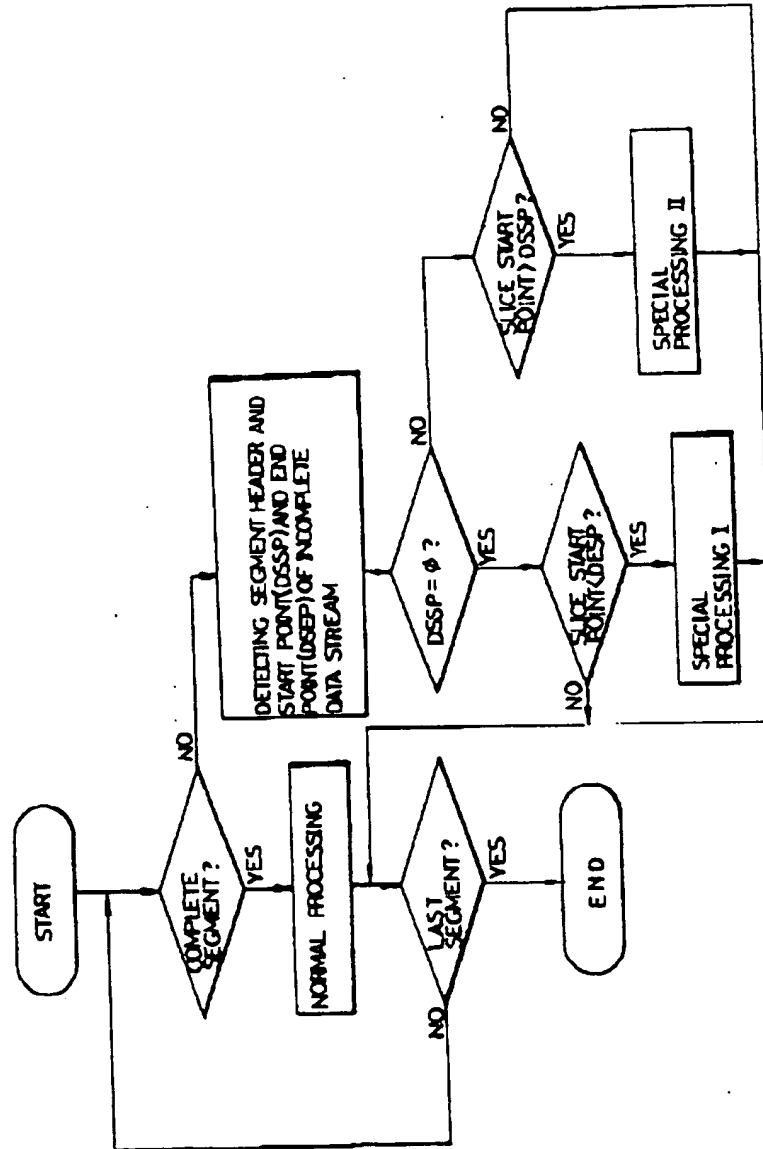 START
COMPLETE
SEGMENT?
NO
YES
NORMAL PROCESSING
LAST
SEGMENT?
NO
YES
END
DETECTING SEGMENT HEADER AND
START POINT(DSSP) AND END
POINT(DSEP) OF INCOMPLETE
DATA STREAM
DSSP=ø?
NO
YES
SLICE START
POINT<DESP?
NO
YES
SPECIAL
PROCESSING I
SLICE START
POINT>DSSP?
NO
YES
SPECIAL
PROCESSING II